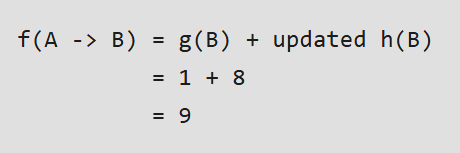 f(A -> B) = g(B) + updated h(B)
= 1 + 8
= 9